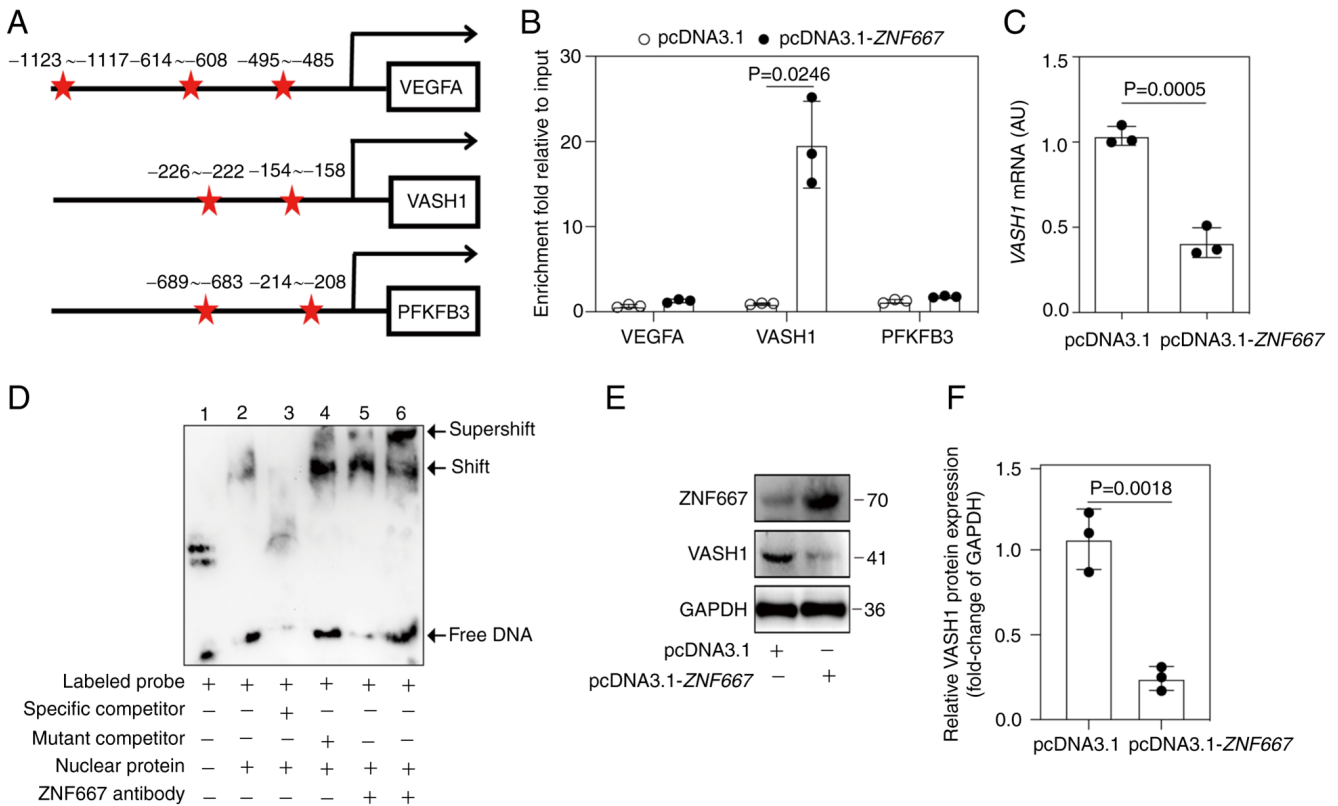 A
−1123~−1117
−614~−608
−495~−485
VEGFA
−226~−222
−154~−158
VASH1
−689~−683
−214~−208
PFKFB3
B
pcDNA3.1 pcDNA3.1-ZNF667
Enrichment fold relative to input
30
20
10
0
P=0.0246
VEGFA VASH1 PFKFB3
C
VASH1 mRNA (AU)
1.5
1.0
0.5
0.0
P=0.0005
pcDNA3.1 pcDNA3.1-ZNF667
D
1 2 3 4 5 6
Supershift
Shift
Free DNA
Labeled probe + + + + + +
Specific competitor − − + − − −
Mutant competitor − − − + − −
Nuclear protein − + + + + +
ZNF667 antibody − − − − + +
E
ZNF667 −70
VASH1 −41
GAPDH −36
pcDNA3.1 + −
pcDNA3.1-ZNF667 − +
F
Relative VASH1 protein expression
(fold-change of GAPDH)
1.5
1.0
0.5
0.0
P=0.0018
pcDNA3.1 pcDNA3.1-ZNF667